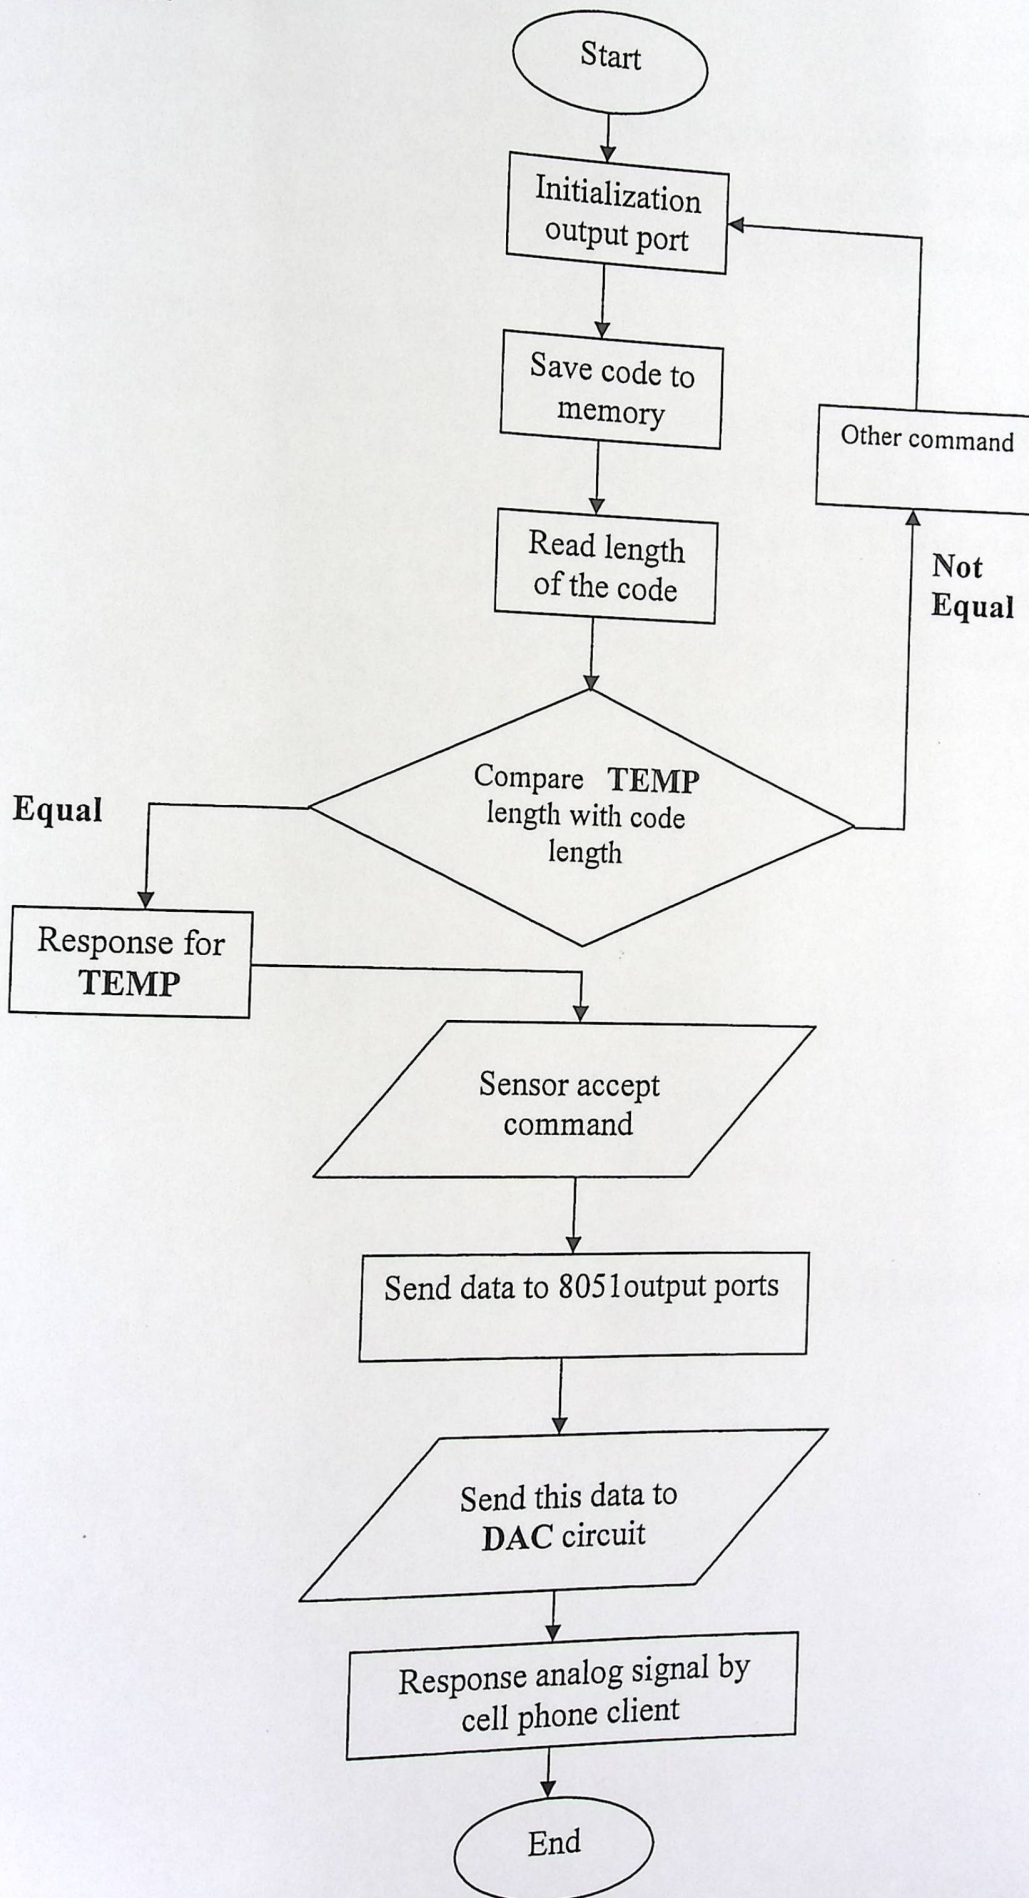 Start
Initialization
output port
Save code to
memory
Other command
Read length
of the code
Not
Equal
Compare TEMP
length with code
length
Equal
Response for
TEMP
Sensor accept
command
Send data to 8051output ports
Send this data to
DAC circuit
Response analog signal by
cell phone client
End